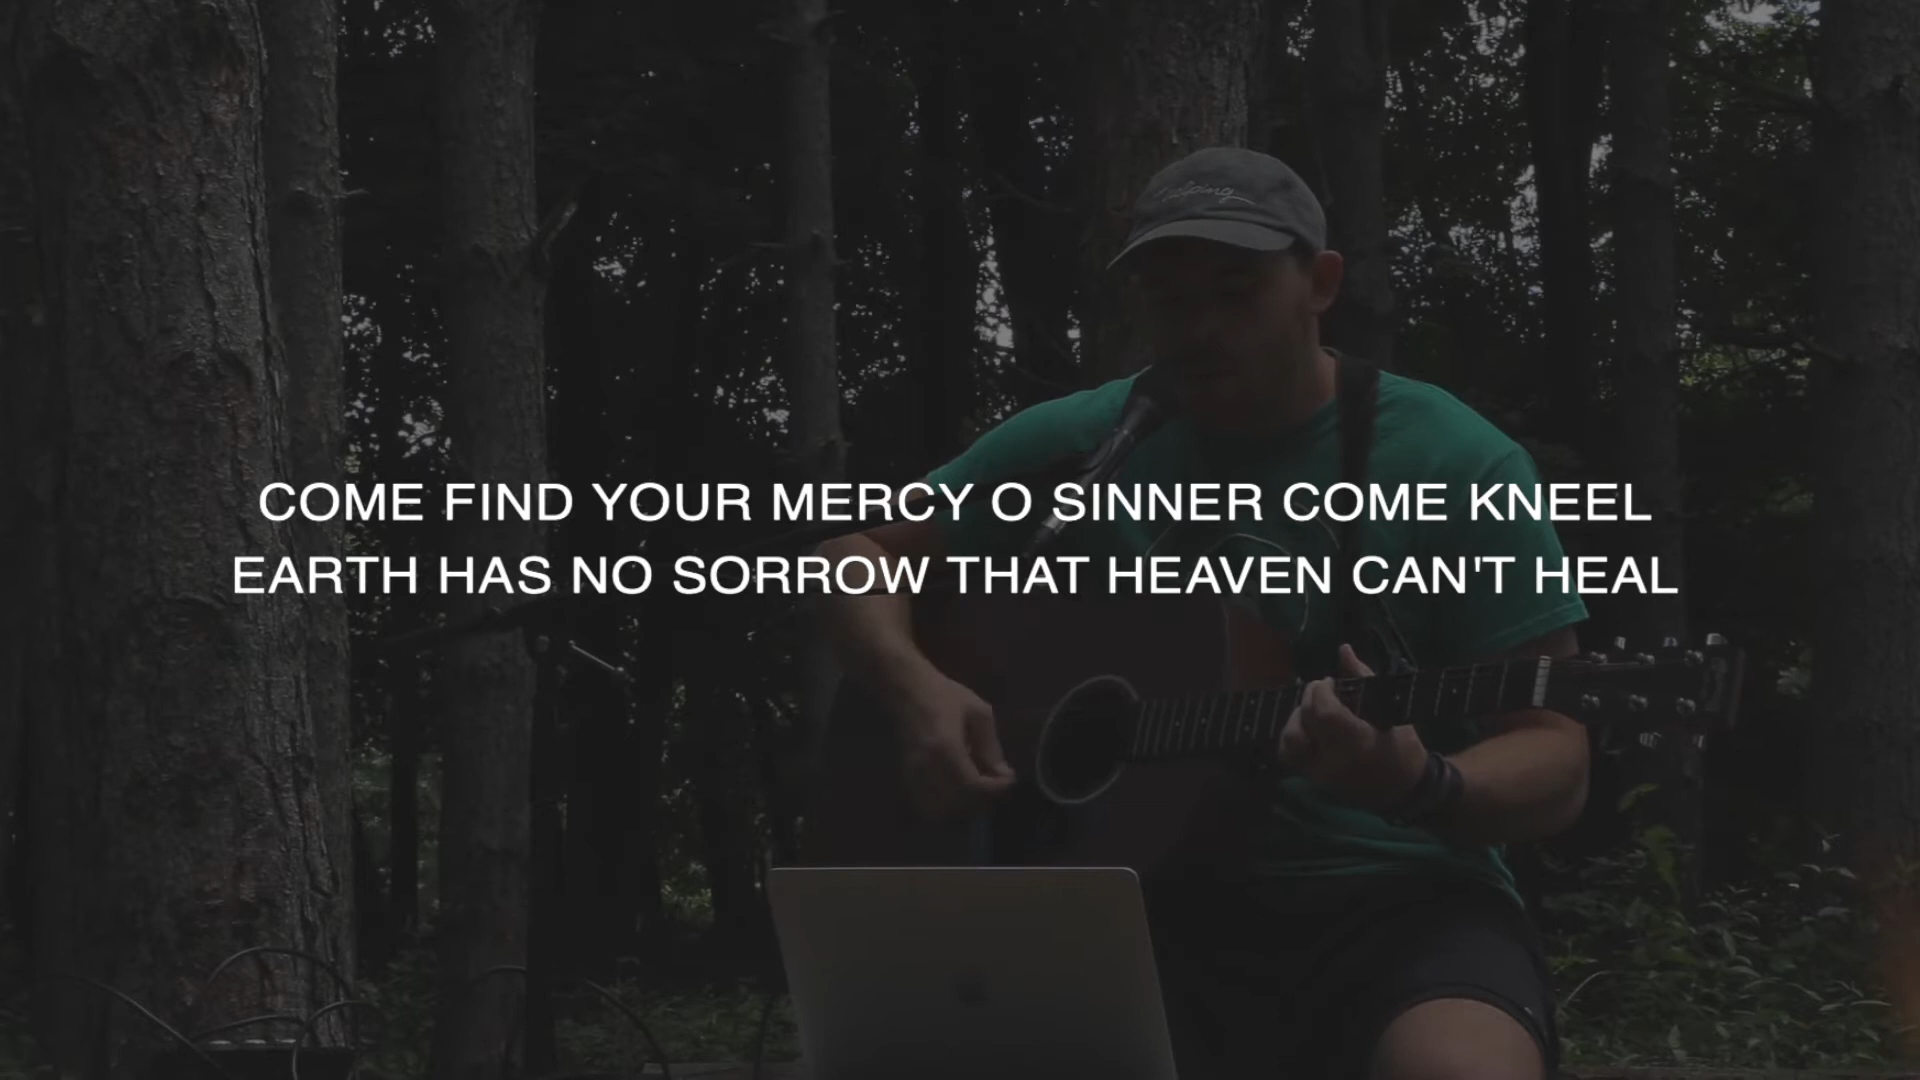 COME FIND YOUR MERCY O SINNER COME KNEEL
EARTH HAS NO SORROW THAT HEAVEN CAN'T HEAL